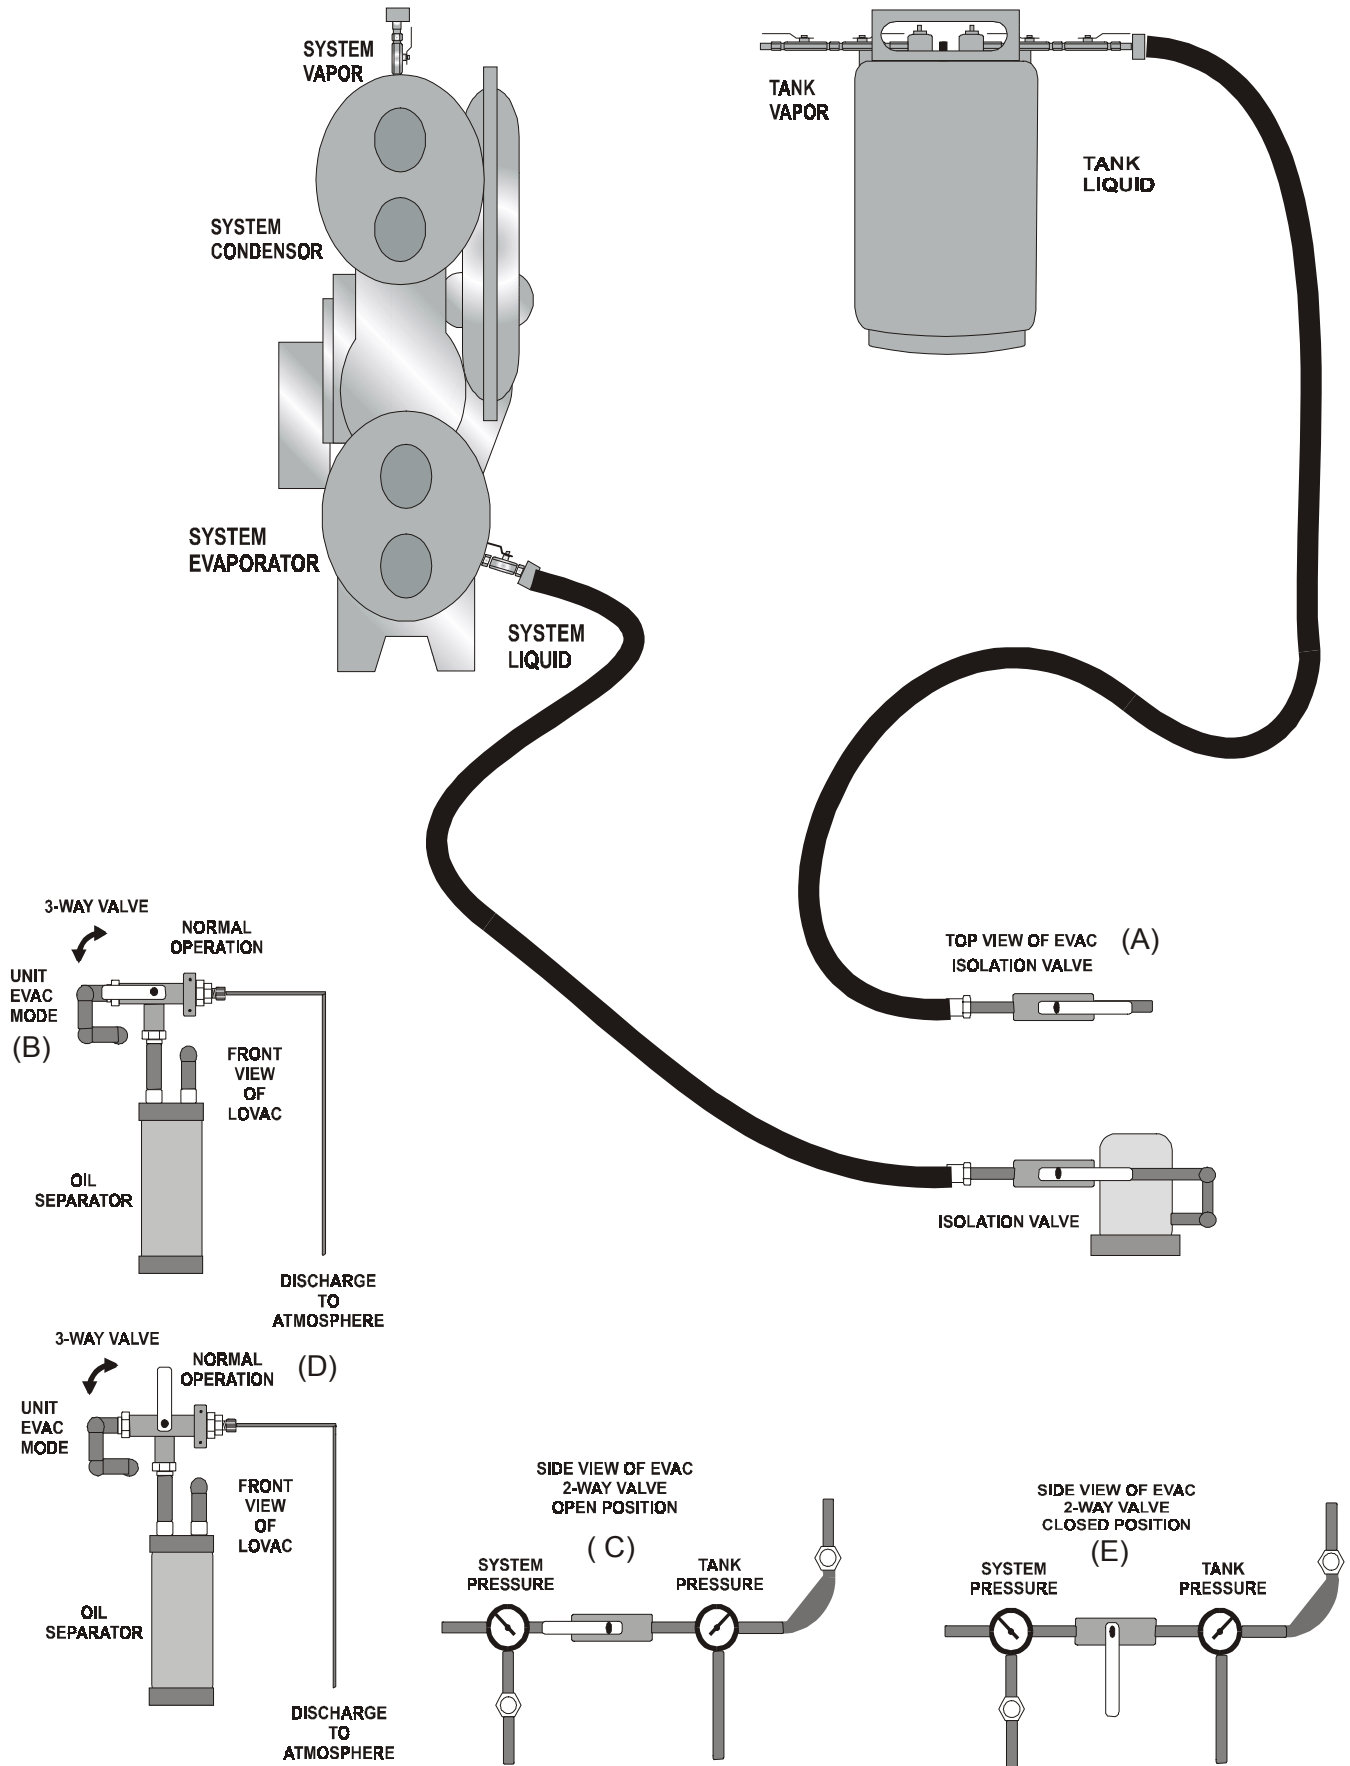 SYSTEM
VAPOR
TANK
VAPOR
TANK
LIQUID
SYSTEM
CONDENSOR
SYSTEM
EVAPORATOR
SYSTEM
LIQUID
3-WAY VALVE
NORMAL
OPERATION
UNIT
EVAC
MODE
(B)
FRONT
VIEW
OF
LOVAC
OIL
SEPARATOR
DISCHARGE
TO
ATMOSPHERE
TOP VIEW OF EVAC
ISOLATION VALVE
(A)
ISOLATION VALVE
3-WAY VALVE
NORMAL
OPERATION
(D)
UNIT
EVAC
MODE
FRONT
VIEW
OF
LOVAC
OIL
SEPARATOR
DISCHARGE
TO
ATMOSPHERE
SIDE VIEW OF EVAC
2-WAY VALVE
OPEN POSITION
( C)
SYSTEM
PRESSURE
TANK
PRESSURE
SIDE VIEW OF EVAC
2-WAY VALVE
CLOSED POSITION
(E)
SYSTEM
PRESSURE
TANK
PRESSURE